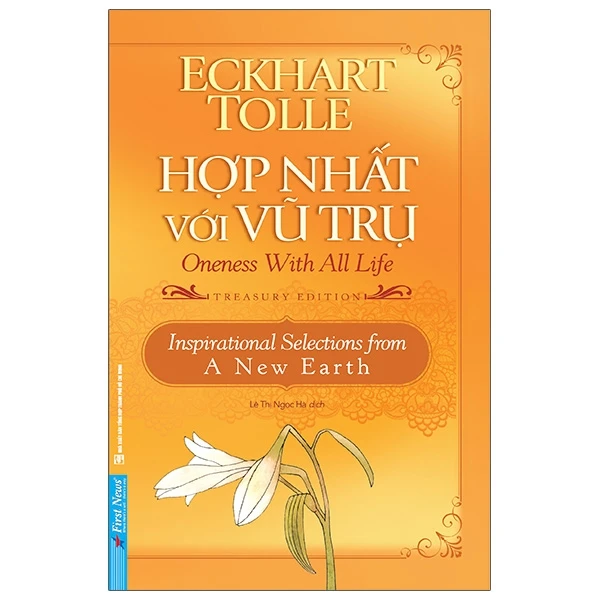 ECKHART
TOLLE
HỢP NHẤT
VỚI VŨ TRỤ
Oneness With All Life
TREASURY EDITION
Inspirational Selections from
A New Earth
Lê Thị Ngọc Hà dịch
First News